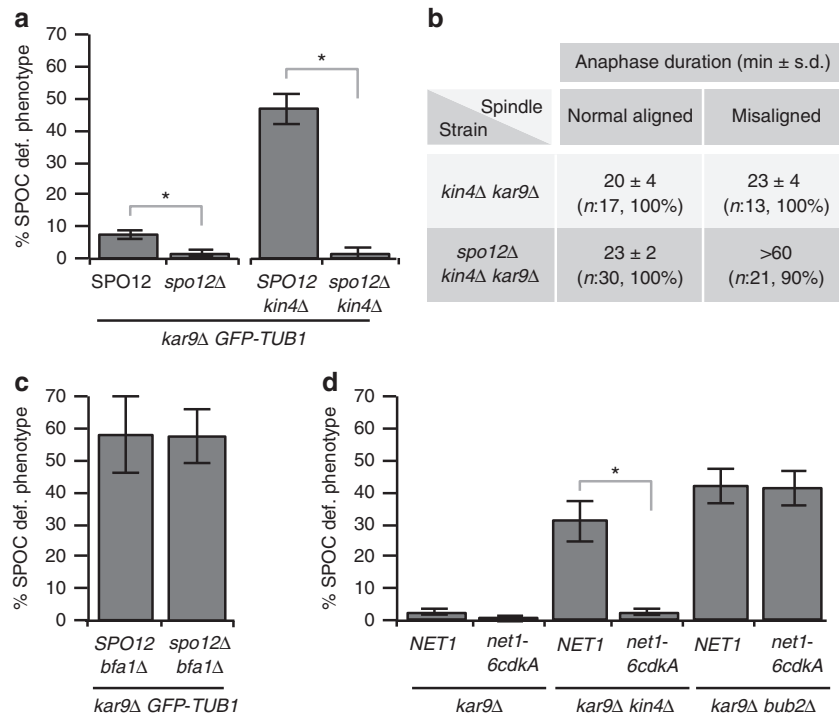 a
% SPOC def. phenotype
70
60
50
40
30
20
10
0
*
*
SPO12
spo12Δ
SPO12
kin4Δ
spo12Δ
kin4Δ
kar9Δ GFP-TUB1
b
Anaphase duration (min ± s.d.)
Spindle
Strain
Normal aligned
Misaligned
kin4Δ kar9Δ
20 ± 4
(n:17, 100%)
23 ± 4
(n:13, 100%)
spo12Δ
kin4Δ kar9Δ
23 ± 2
(n:30, 100%)
>60
(n:21, 90%)
c
% SPOC def. phenotype
70
60
50
40
30
20
10
0
SPO12
bfa1Δ
spo12Δ
bfa1Δ
kar9Δ GFP-TUB1
d
% SPOC def. phenotype
70
60
50
40
30
20
10
0
*
NET1
net1-
6cdkA
NET1
net1-
6cdkA
NET1
net1-
6cdkA
kar9Δ
kar9Δ kin4Δ
kar9Δ bub2Δ